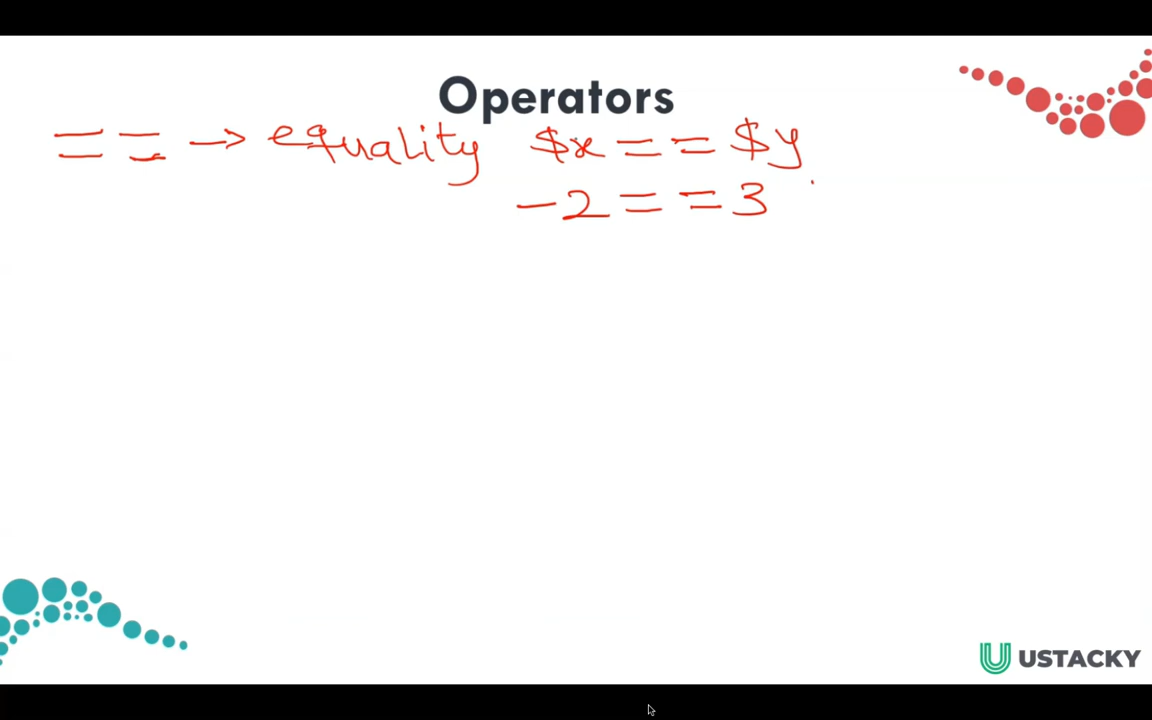 Operators
== → equality $x == $y
-2 == 3
USTACKY